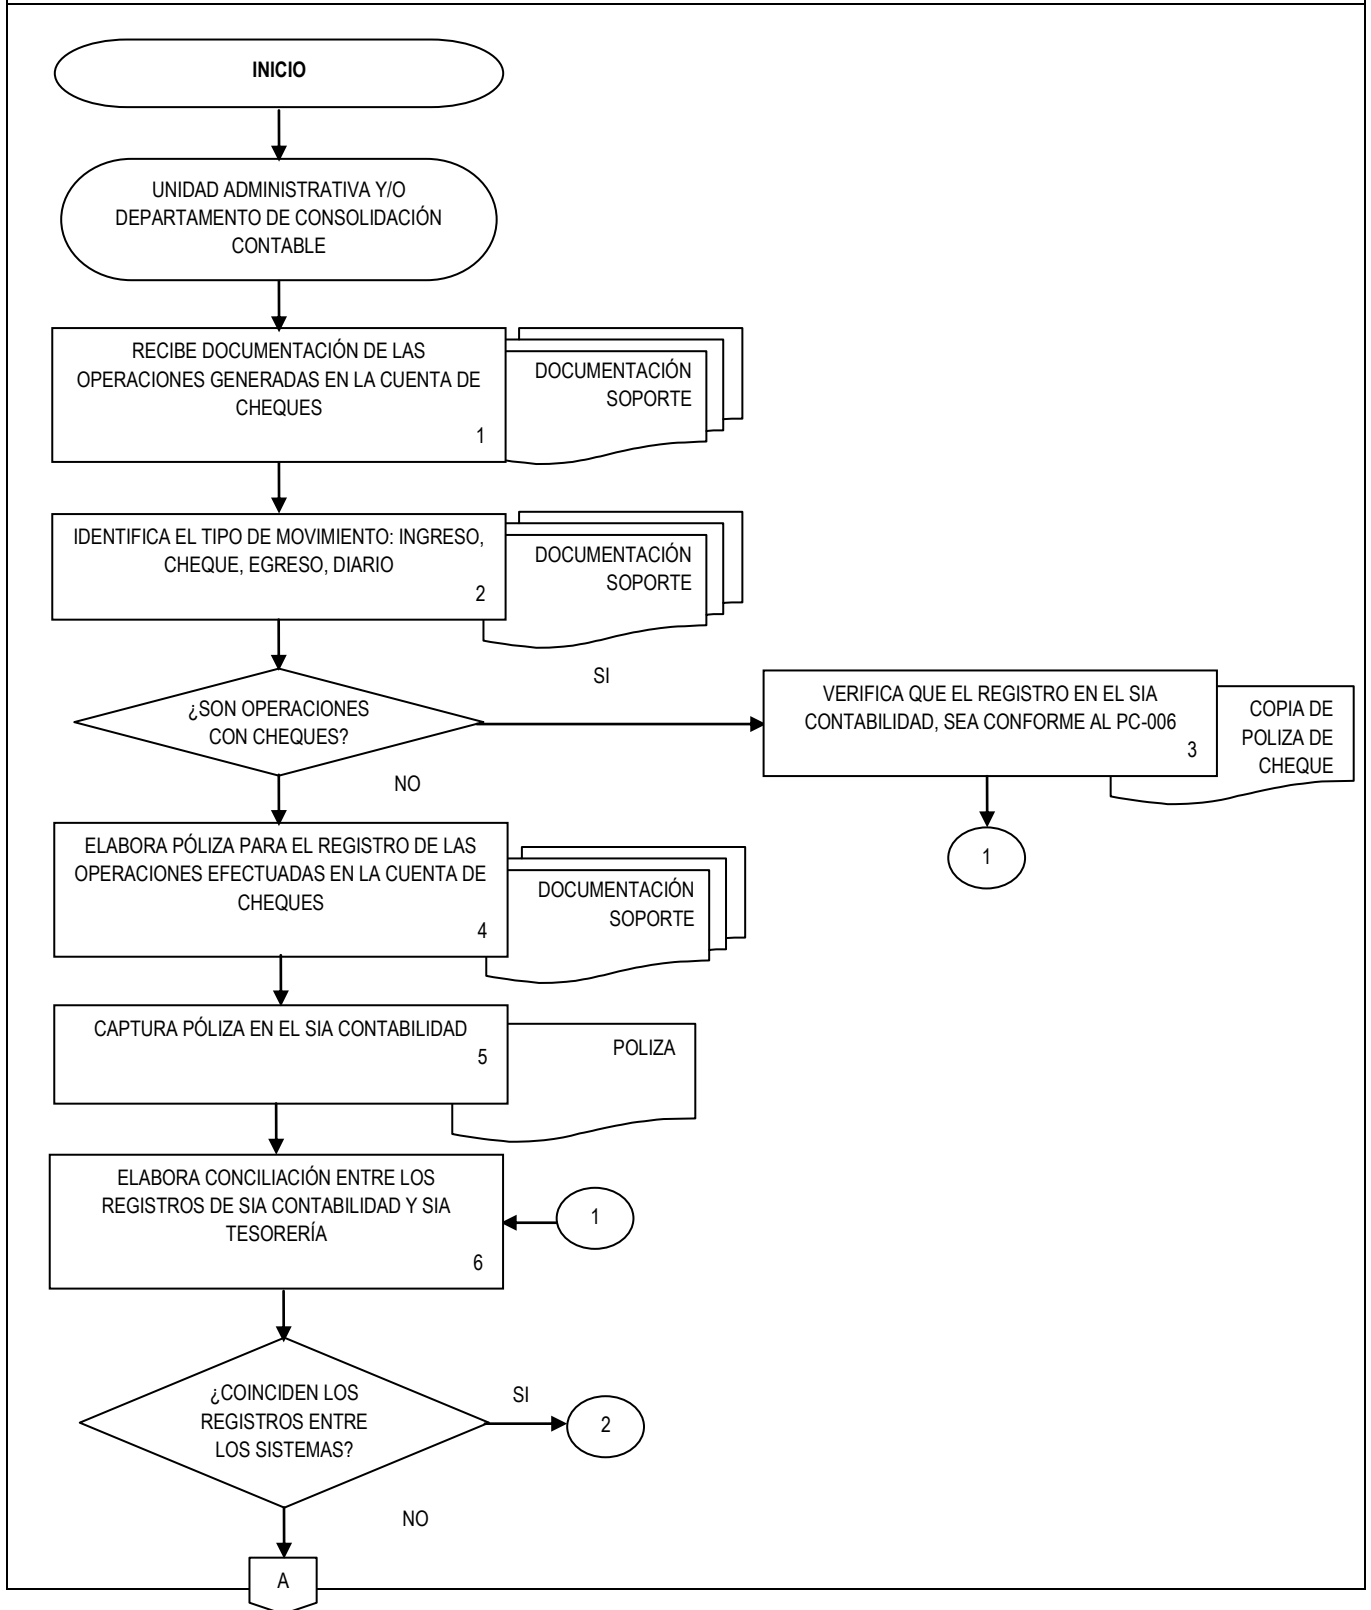 INICIO
UNIDAD ADMINISTRATIVA Y/O
DEPARTAMENTO DE CONSOLIDACIÓN
CONTABLE
RECIBE DOCUMENTACIÓN DE LAS
OPERACIONES GENERADAS EN LA CUENTA DE
CHEQUES
1
DOCUMENTACIÓN
SOPORTE
IDENTIFICA EL TIPO DE MOVIMIENTO: INGRESO,
CHEQUE, EGRESO, DIARIO
2
DOCUMENTACIÓN
SOPORTE
¿SON OPERACIONES
CON CHEQUES?
SI
NO
VERIFICA QUE EL REGISTRO EN EL SIA
CONTABILIDAD, SEA CONFORME AL PC-006
3
COPIA DE
POLIZA DE
CHEQUE
1
ELABORA PÓLIZA PARA EL REGISTRO DE LAS
OPERACIONES EFECTUADAS EN LA CUENTA DE
CHEQUES
4
DOCUMENTACIÓN
SOPORTE
CAPTURA PÓLIZA EN EL SIA CONTABILIDAD
5
POLIZA
ELABORA CONCILIACIÓN ENTRE LOS
REGISTROS DE SIA CONTABILIDAD Y SIA
TESORERÍA
6
1
¿COINCIDEN LOS
REGISTROS ENTRE
LOS SISTEMAS?
SI
2
NO
A